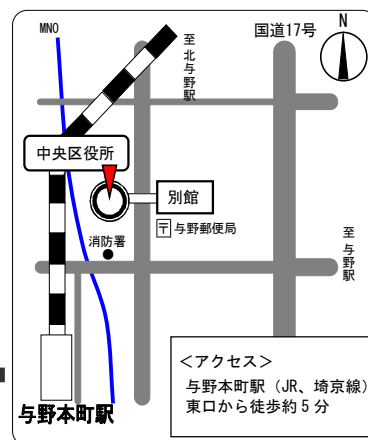 MNO
至北与野駅
国道17号
N
中央区役所
別館
〒与野郵便局
消防署
至与野駅
与野本町駅
＜アクセス＞
与野本町駅（JR、埼京線）
東口から徒歩約５分